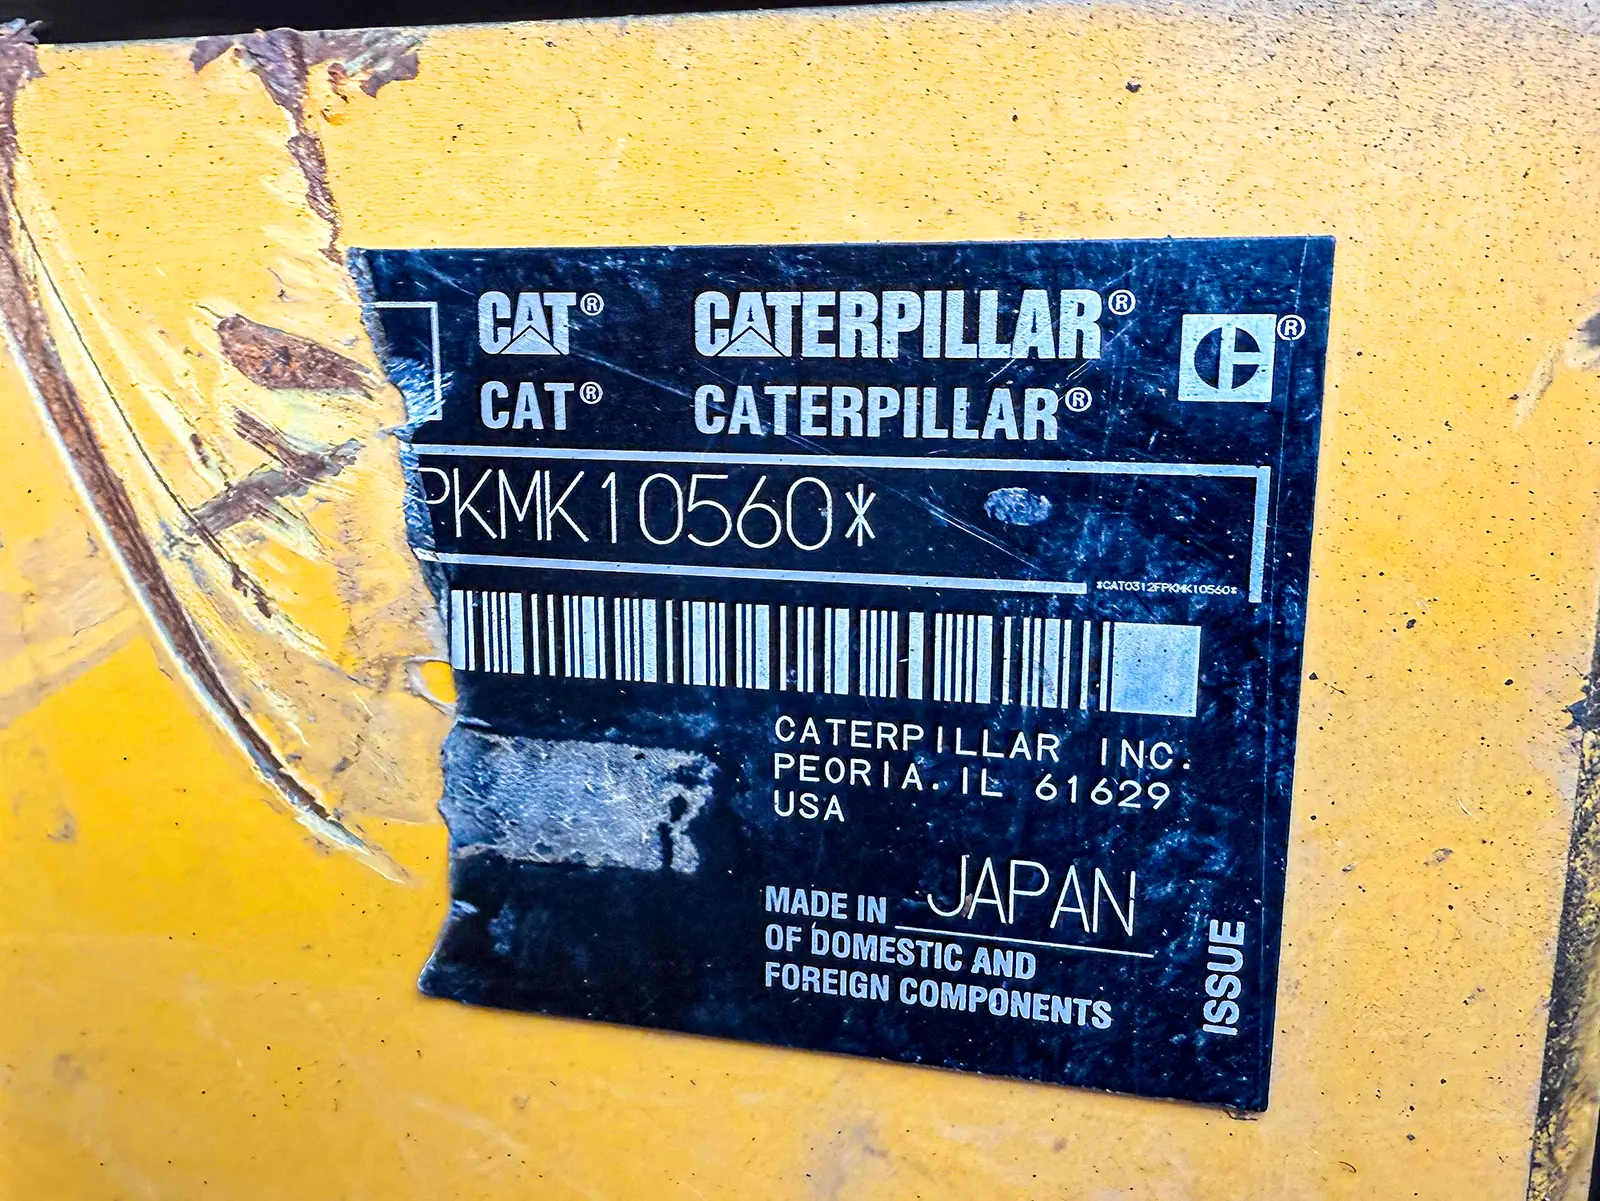 CAT® CATERPILLAR® ®
CAT® CATERPILLAR®
PKMK10560*
*CAT0312FPKMK10560*
CATERPILLAR INC.
PEORIA, IL 61629
USA
MADE IN JAPAN
OF DOMESTIC AND
FOREIGN COMPONENTS
ISSUE